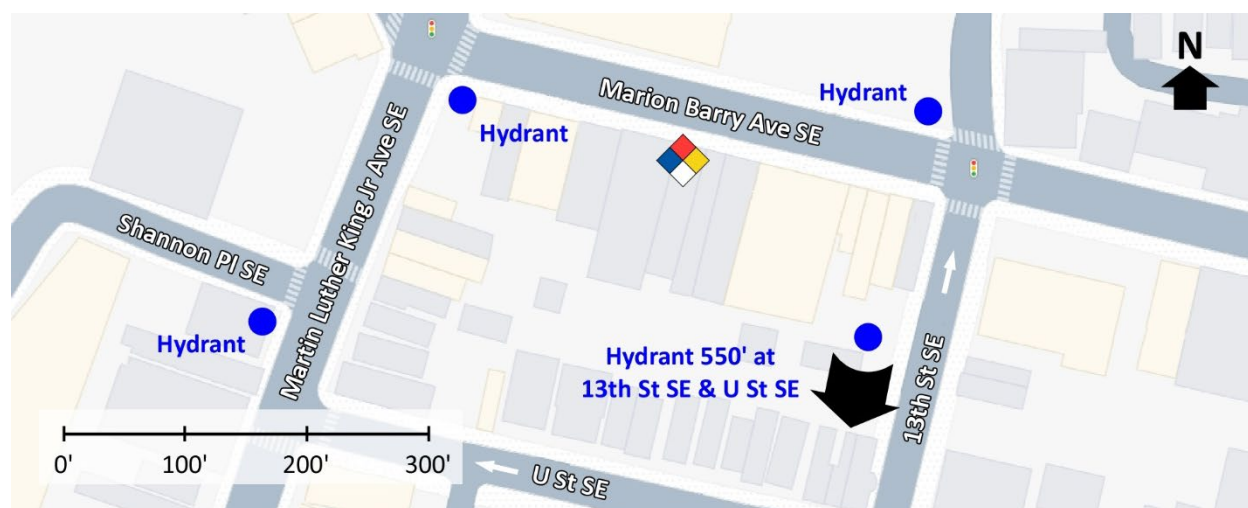 N
Marion Barry Ave SE
Hydrant
Hydrant
Martin Luther King Jr Ave SE
Shannon Pl SE
Hydrant
Hydrant 550' at
13th St SE & U St SE
13th St SE
0' 100' 200' 300'
U St SE